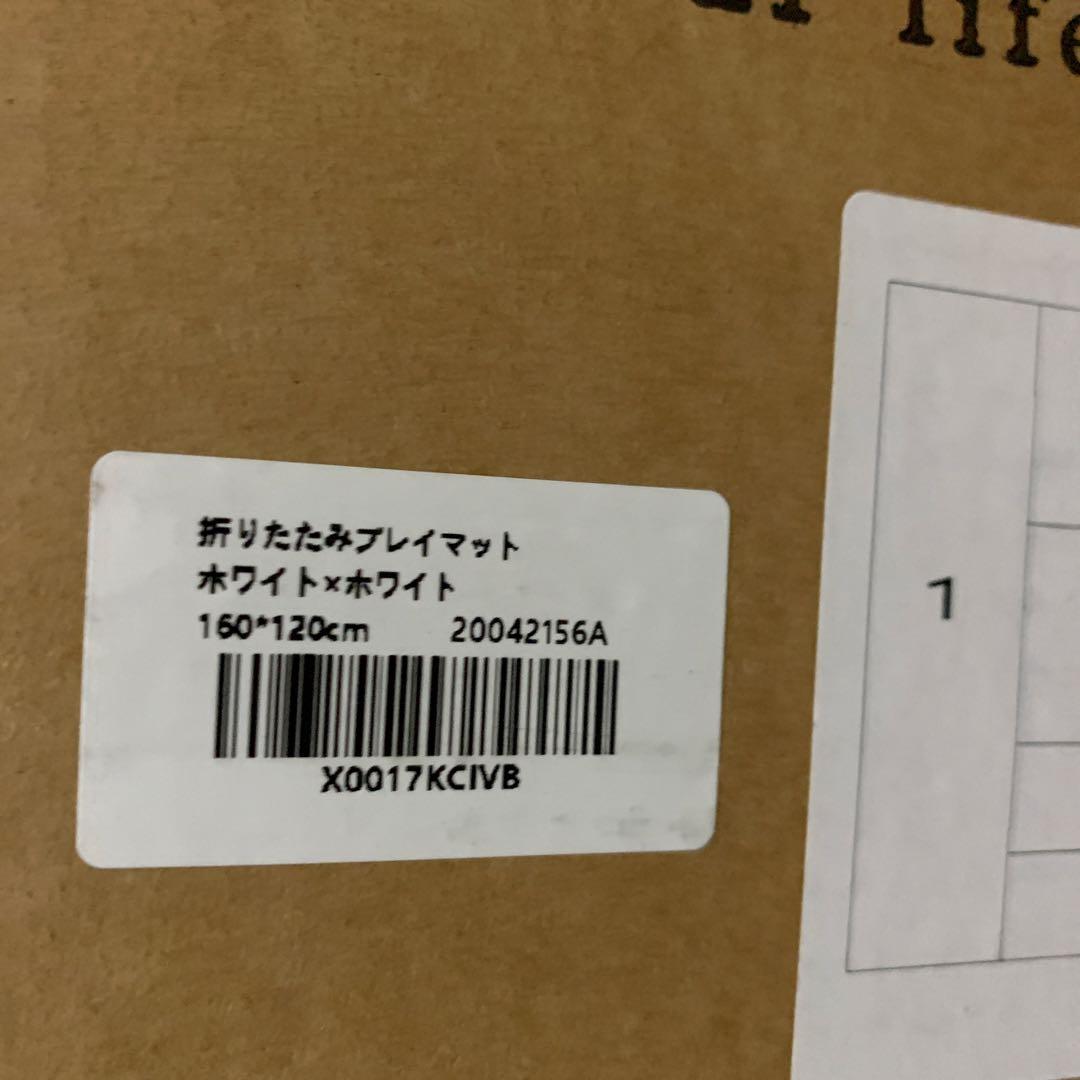 life
折りたたみプレイマット
ホワイト×ホワイト
160*120cm 20042156A
X0017KCIVB
1